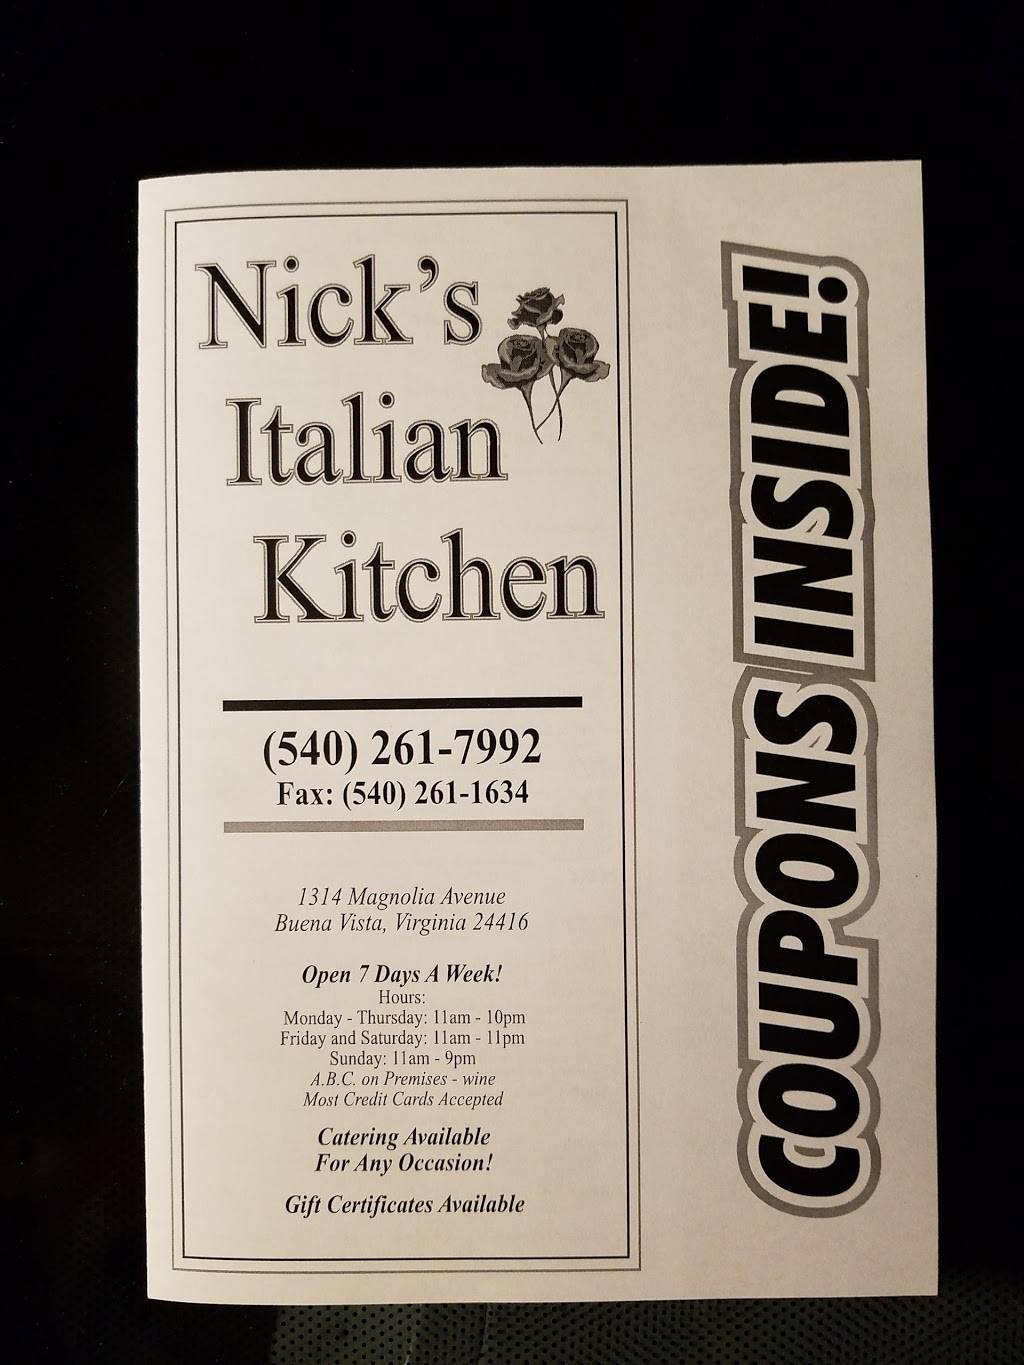 Nick's
Italian
Kitchen
(540) 261-7992
Fax: (540) 261-1634
1314 Magnolia Avenue
Buena Vista, Virginia 24416
Open 7 Days A Week!
Hours:
Monday - Thursday: 11am - 10pm
Friday and Saturday: 11am - 11pm
Sunday: 11am - 9pm
A.B.C. on Premises - wine
Most Credit Cards Accepted
Catering Available
For Any Occasion!
Gift Certificates Available
COUPONS INSIDE!